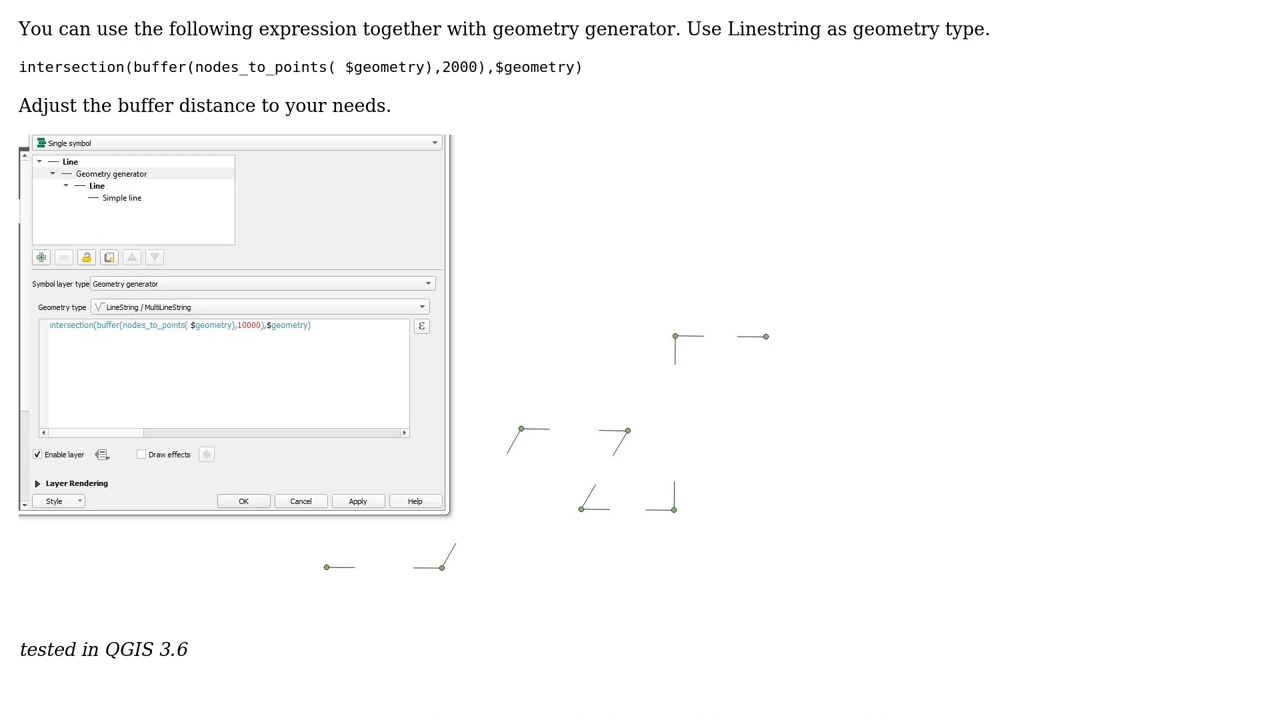 You can use the following expression together with geometry generator. Use Linestring as geometry type.
intersection(buffer(nodes_to_points( $geometry),2000),$geometry)
Adjust the buffer distance to your needs.
Single symbol
Line
Geometry generator
Line
Simple line
Symbol layer type Geometry generator
Geometry type LineString / MultiLineString
intersection(buffer(nodes_to_points( $geometry),10000),$geometry)
ε
Enable layer Draw effects
Layer Rendering
Style OK Cancel Apply Help
tested in QGIS 3.6